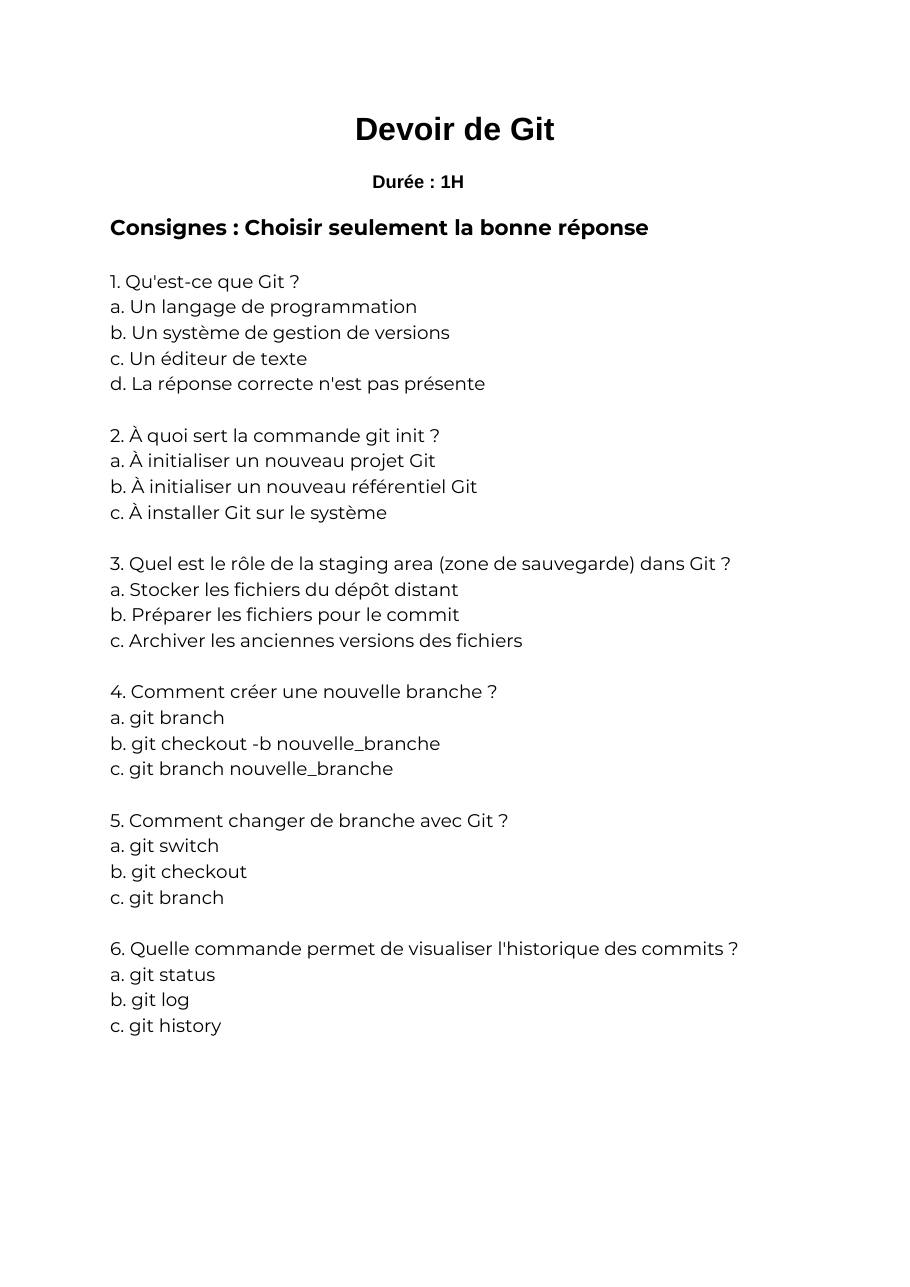 Devoir de Git
Durée : 1H
Consignes : Choisir seulement la bonne réponse
1. Qu'est-ce que Git ?
a. Un langage de programmation
b. Un système de gestion de versions
c. Un éditeur de texte
d. La réponse correcte n'est pas présente
2. À quoi sert la commande git init ?
a. À initialiser un nouveau projet Git
b. À initialiser un nouveau référentiel Git
c. À installer Git sur le système
3. Quel est le rôle de la staging area (zone de sauvegarde) dans Git ?
a. Stocker les fichiers du dépôt distant
b. Préparer les fichiers pour le commit
c. Archiver les anciennes versions des fichiers
4. Comment créer une nouvelle branche ?
a. git branch
b. git checkout -b nouvelle_branche
c. git branch nouvelle_branche
5. Comment changer de branche avec Git ?
a. git switch
b. git checkout
c. git branch
6. Quelle commande permet de visualiser l'historique des commits ?
a. git status
b. git log
c. git history